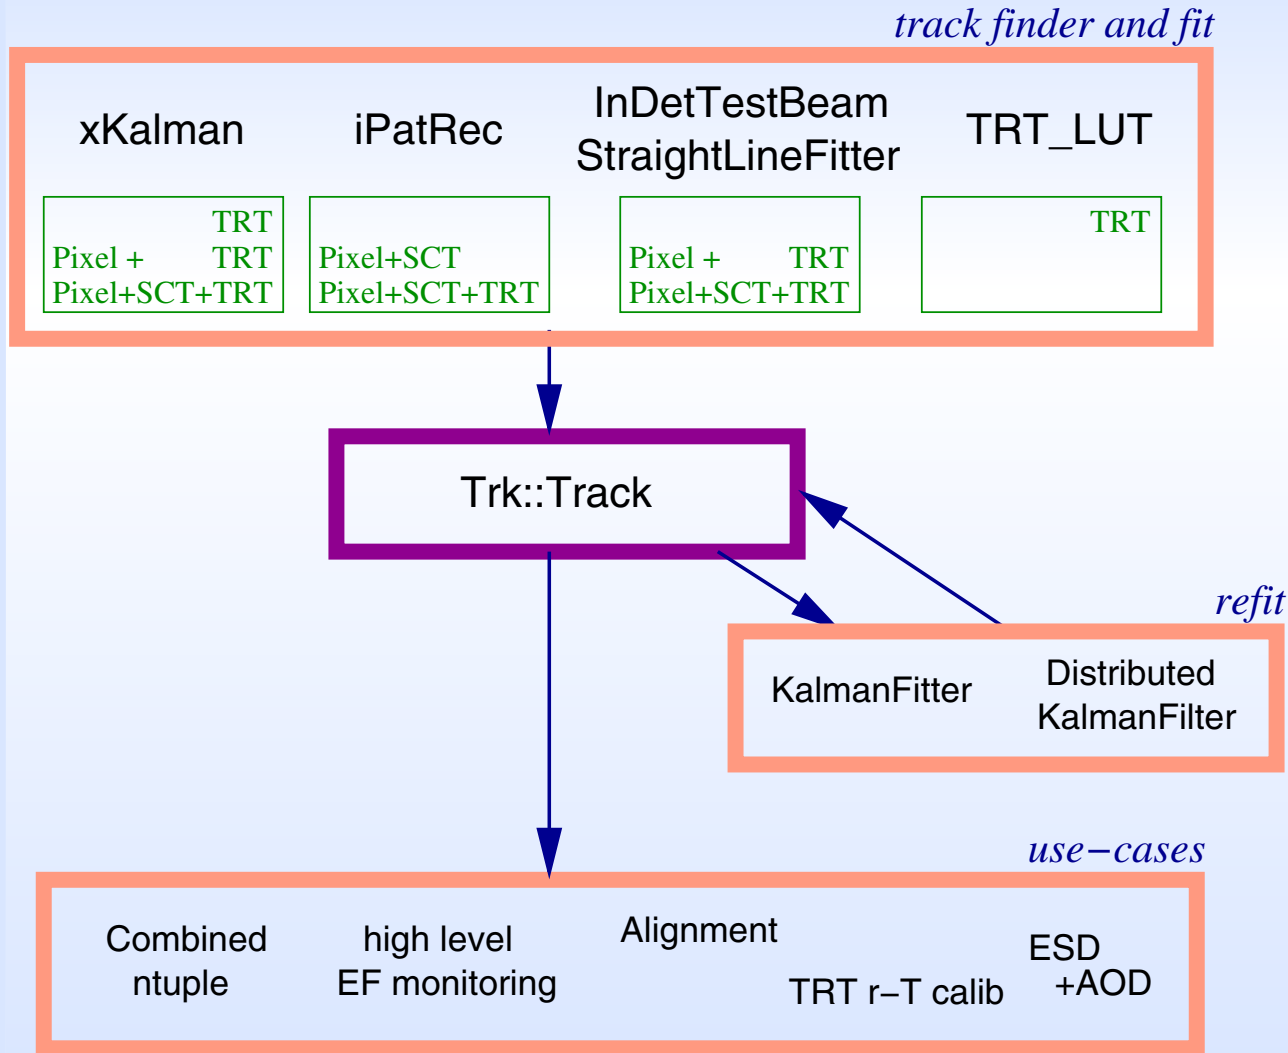 track finder and fit
xKalman
iPatRec
InDetTestBeam
StraightLineFitter
TRT_LUT
TRT
Pixel + TRT
Pixel+SCT+TRT
Pixel+SCT
Pixel+SCT+TRT
Pixel + TRT
Pixel+SCT+TRT
TRT
Trk::Track
refit
KalmanFitter
Distributed
KalmanFilter
use−cases
Combined
ntuple
high level
EF monitoring
Alignment
TRT r−T calib
ESD
+AOD